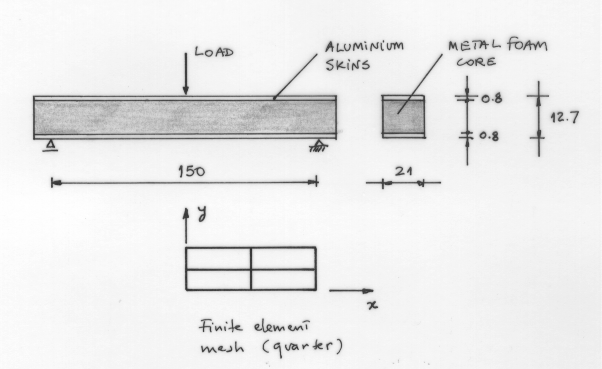 LOAD
ALUMINIUM
SKINS
METAL FOAM
CORE
0.8
12.7
0.8
150
21
y
x
Finite element
mesh (quarter)